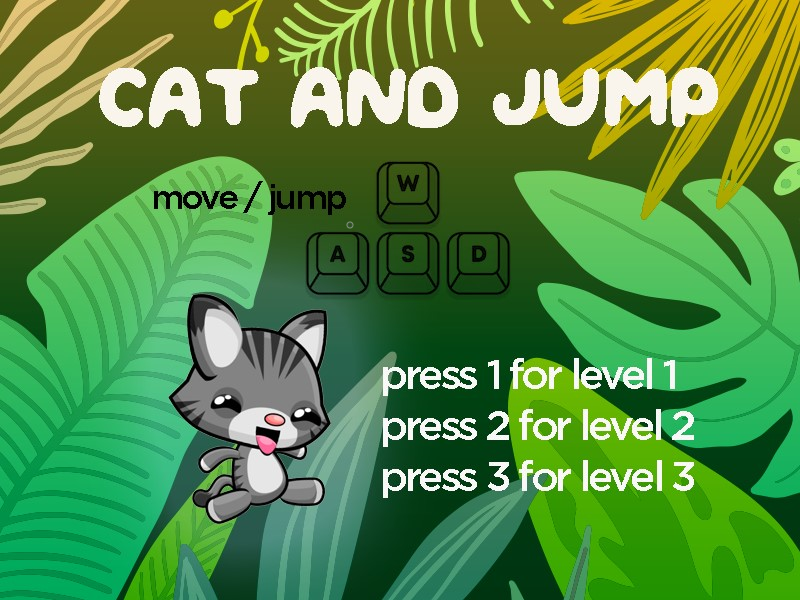 CAT AND JUMP
move / jump
W
A S D
press 1 for level 1
press 2 for level 2
press 3 for level 3